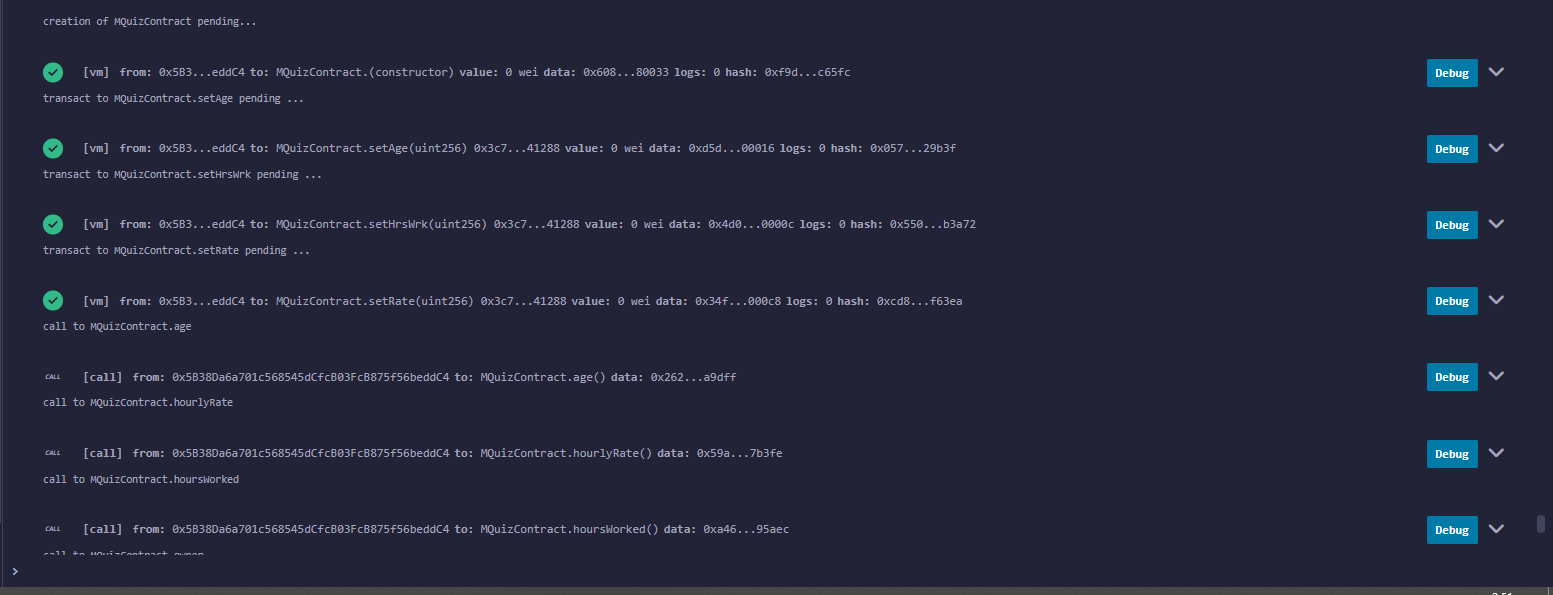 creation of MQuizContract pending...
[vm] from: 0x5B3...eddC4 to: MQuizContract.(constructor) value: 0 wei data: 0x608...80033 logs: 0 hash: 0xf9d...c65fc Debug
transact to MQuizContract.setAge pending ...
[vm] from: 0x5B3...eddC4 to: MQuizContract.setAge(uint256) 0x3c7...41288 value: 0 wei data: 0xd5d...00016 logs: 0 hash: 0x057...29b3f Debug
transact to MQuizContract.setHrsWrk pending ...
[vm] from: 0x5B3...eddC4 to: MQuizContract.setHrsWrk(uint256) 0x3c7...41288 value: 0 wei data: 0x4d0...0000c logs: 0 hash: 0x550...b3a72 Debug
transact to MQuizContract.setRate pending ...
[vm] from: 0x5B3...eddC4 to: MQuizContract.setRate(uint256) 0x3c7...41288 value: 0 wei data: 0x34f...000c8 logs: 0 hash: 0xcd8...f63ea Debug
call to MQuizContract.age
CALL [call] from: 0x5B38Da6a701c568545dCfcB03FcB875f56beddC4 to: MQuizContract.age() data: 0x262...a9dff Debug
call to MQuizContract.hourlyRate
CALL [call] from: 0x5B38Da6a701c568545dCfcB03FcB875f56beddC4 to: MQuizContract.hourlyRate() data: 0x59a...7b3fe Debug
call to MQuizContract.hoursWorked
CALL [call] from: 0x5B38Da6a701c568545dCfcB03FcB875f56beddC4 to: MQuizContract.hoursWorked() data: 0xa46...95aec Debug
call to MQuizContract.owner
>